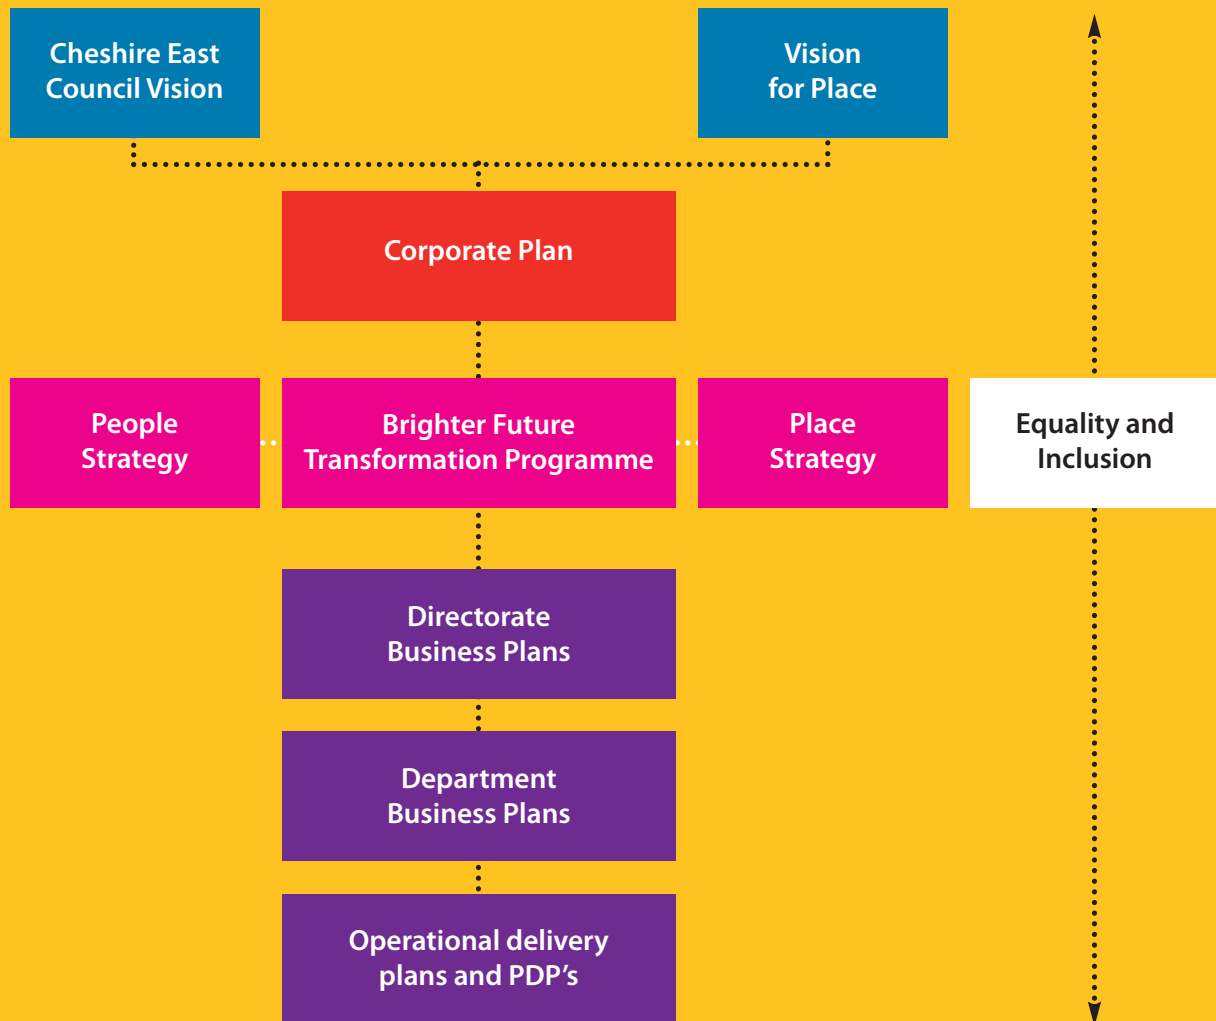 Cheshire East
Council Vision
Vision
for Place
Corporate Plan
People
Strategy
Brighter Future
Transformation Programme
Place
Strategy
Equality and
Inclusion
Directorate
Business Plans
Department
Business Plans
Operational delivery
plans and PDP’s